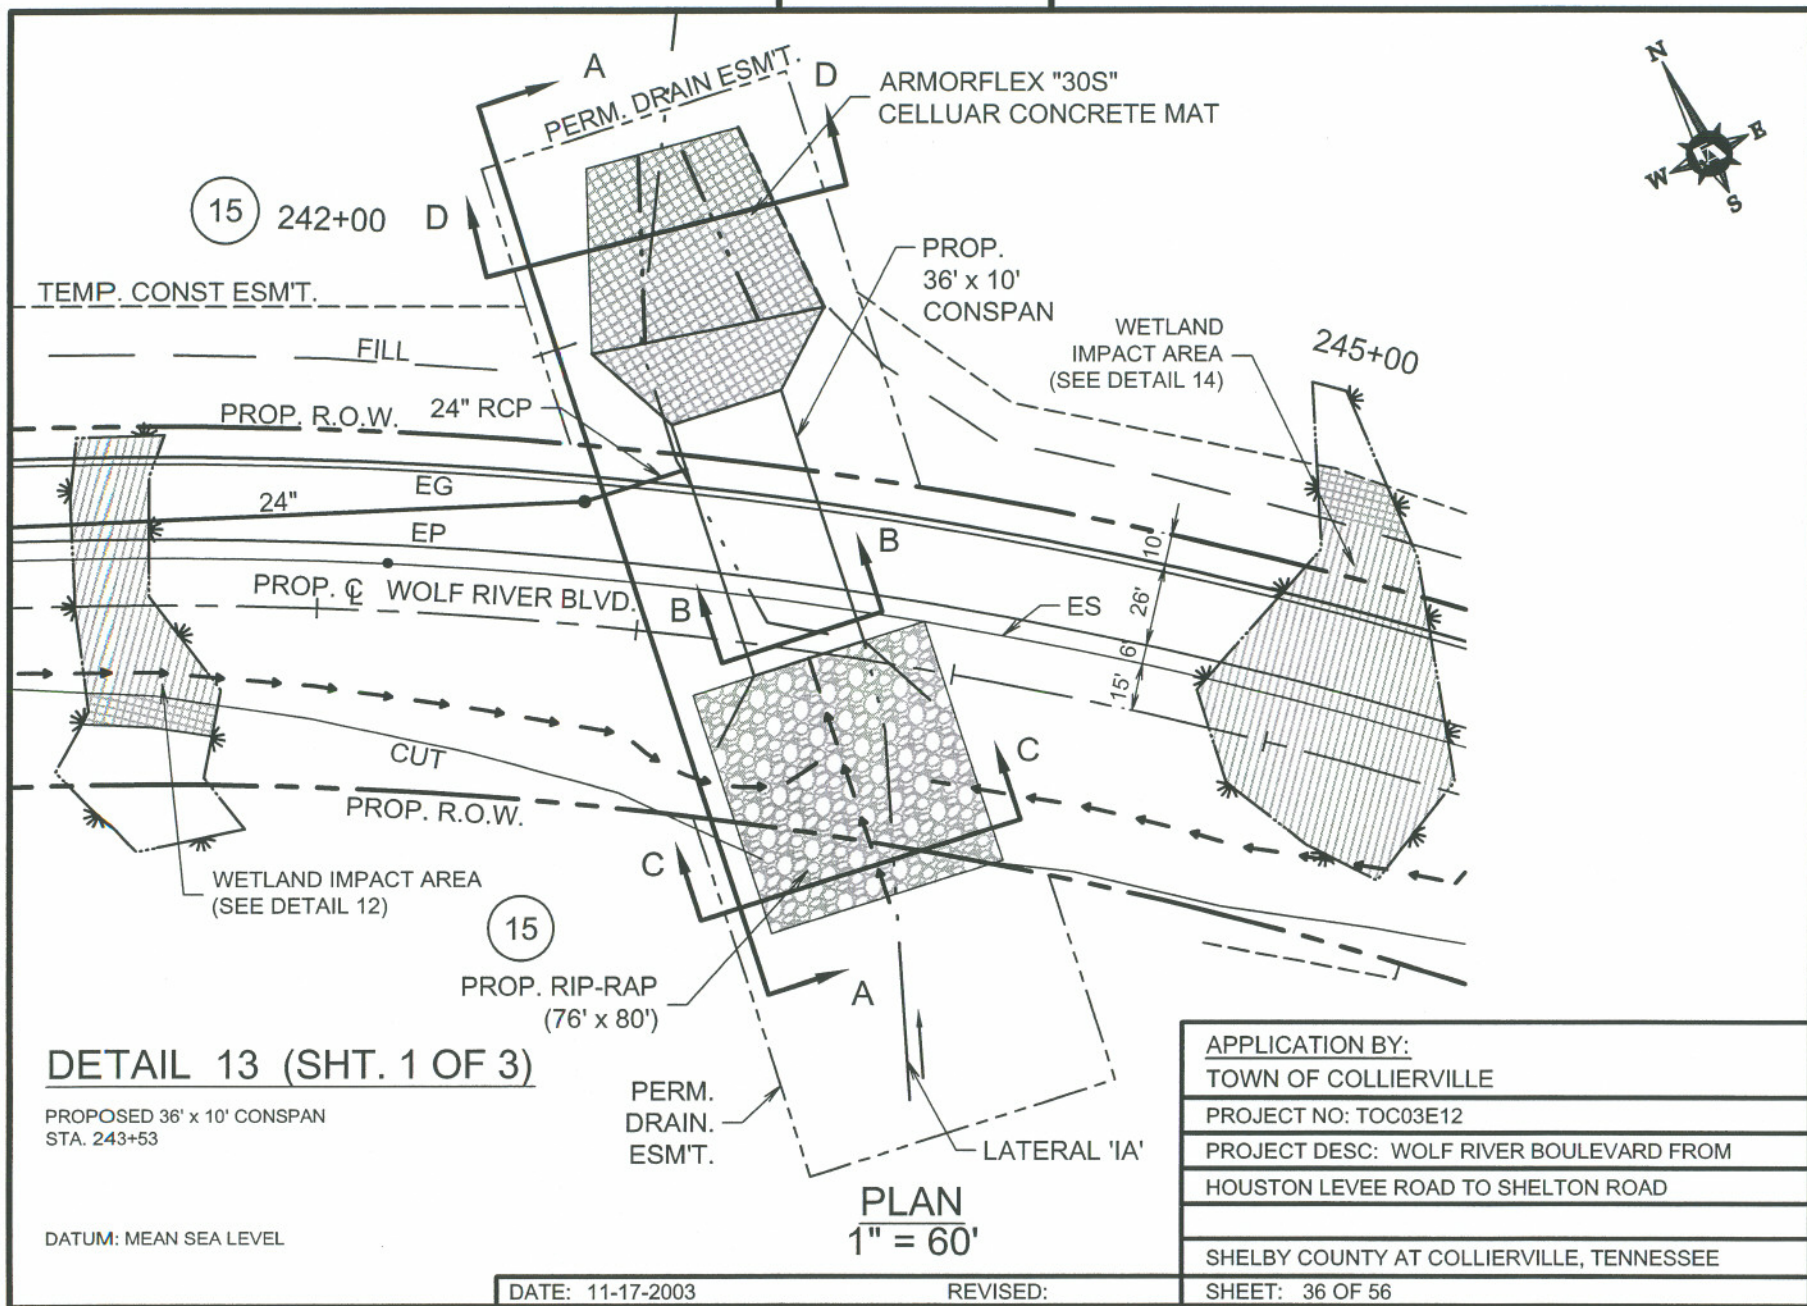 A
PERM. DRAIN ESM'T.
D
ARMORFLEX "30S"
CELLUAR CONCRETE MAT
N
E
W
S
15
242+00
D
PROP.
36' x 10'
CONSPAN
TEMP. CONST ESM'T.
WETLAND
IMPACT AREA
(SEE DETAIL 14)
245+00
FILL
PROP. R.O.W.
24" RCP
EG
24"
EP
B
10'
PROP. ℄ WOLF RIVER BLVD.
B
ES
26'
6'
15'
CUT
C
PROP. R.O.W.
C
WETLAND IMPACT AREA
(SEE DETAIL 12)
15
PROP. RIP-RAP
(76' x 80')
A
DETAIL 13 (SHT. 1 OF 3)
PROPOSED 36' x 10' CONSPAN
STA. 243+53
PERM.
DRAIN.
ESM'T.
LATERAL 'IA'
PLAN
1" = 60'
DATUM: MEAN SEA LEVEL
APPLICATION BY:
TOWN OF COLLIERVILLE
PROJECT NO: TOC03E12
PROJECT DESC: WOLF RIVER BOULEVARD FROM
HOUSTON LEVEE ROAD TO SHELTON ROAD
SHELBY COUNTY AT COLLIERVILLE, TENNESSEE
DATE: 11-17-2003 REVISED: SHEET: 36 OF 56